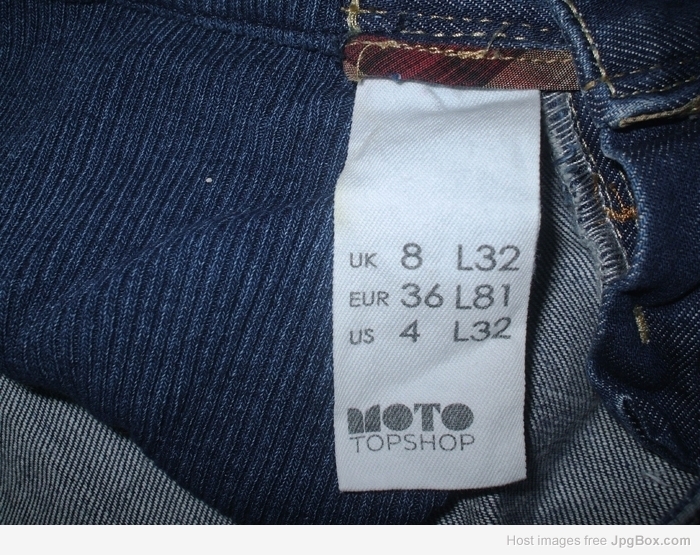 UK 8 L32
EUR 36 L81
US 4 L32
MOTO
TOPSHOP
Host images free JpgBox.com